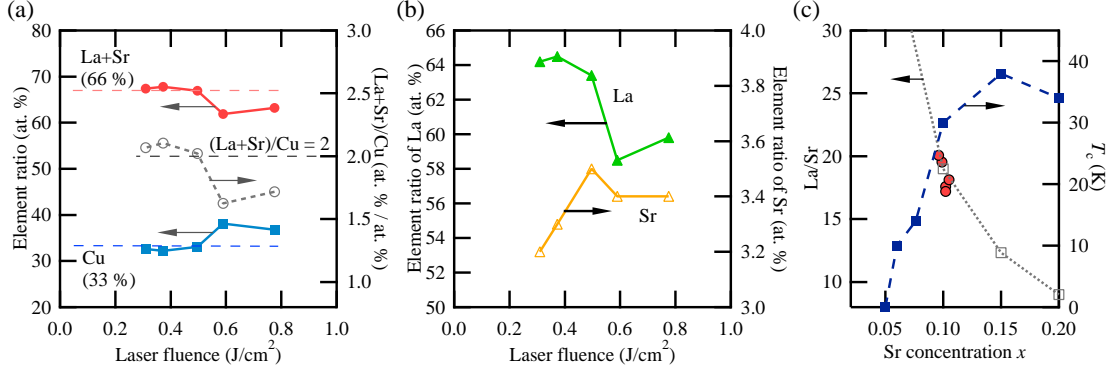 (a)
80
70
60
50
40
30
20
Element ratio (at. %)
La+Sr
(66 %)
(La+Sr)/Cu = 2
Cu
(33 %)
3.0
2.5
2.0
1.5
1.0
(La+Sr)/Cu (at. % / at. %)
0.0 0.2 0.4 0.6 0.8 1.0
Laser fluence (J/cm²)
(b)
66
64
62
60
58
56
54
52
50
Element ratio of La (at. %)
La
Sr
4.0
3.8
3.6
3.4
3.2
3.0
Element ratio of Sr (at. %)
0.0 0.2 0.4 0.6 0.8 1.0
Laser fluence (J/cm²)
(c)
30
25
20
15
10
La/Sr
40
30
20
10
0
Tc (K)
0.05 0.10 0.15 0.20
Sr concentration x